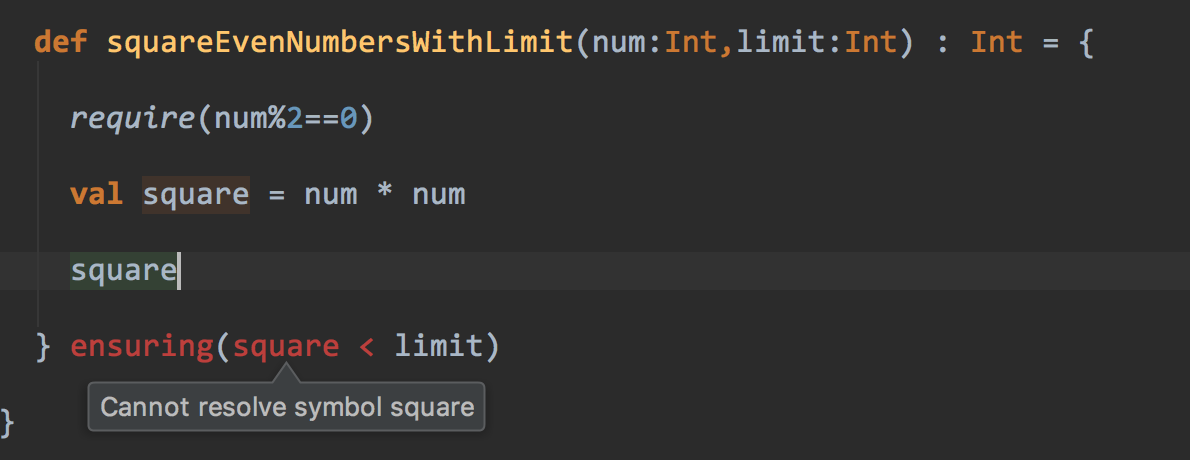 def squareEvenNumbersWithLimit(num:Int,limit:Int) : Int = {
require(num%2==0)
val square = num * num
square
} ensuring(square < limit)
Cannot resolve symbol square
}